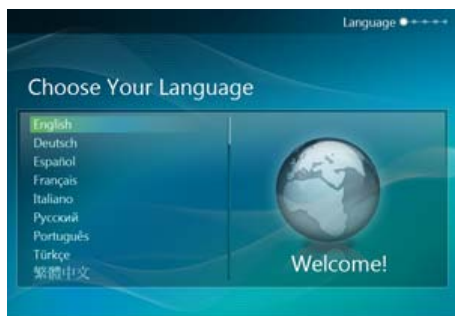 Language
Choose Your Language
English
Deutsch
Español
Français
Italiano
Русский
Português
Türkçe
繁體中文
Welcome!